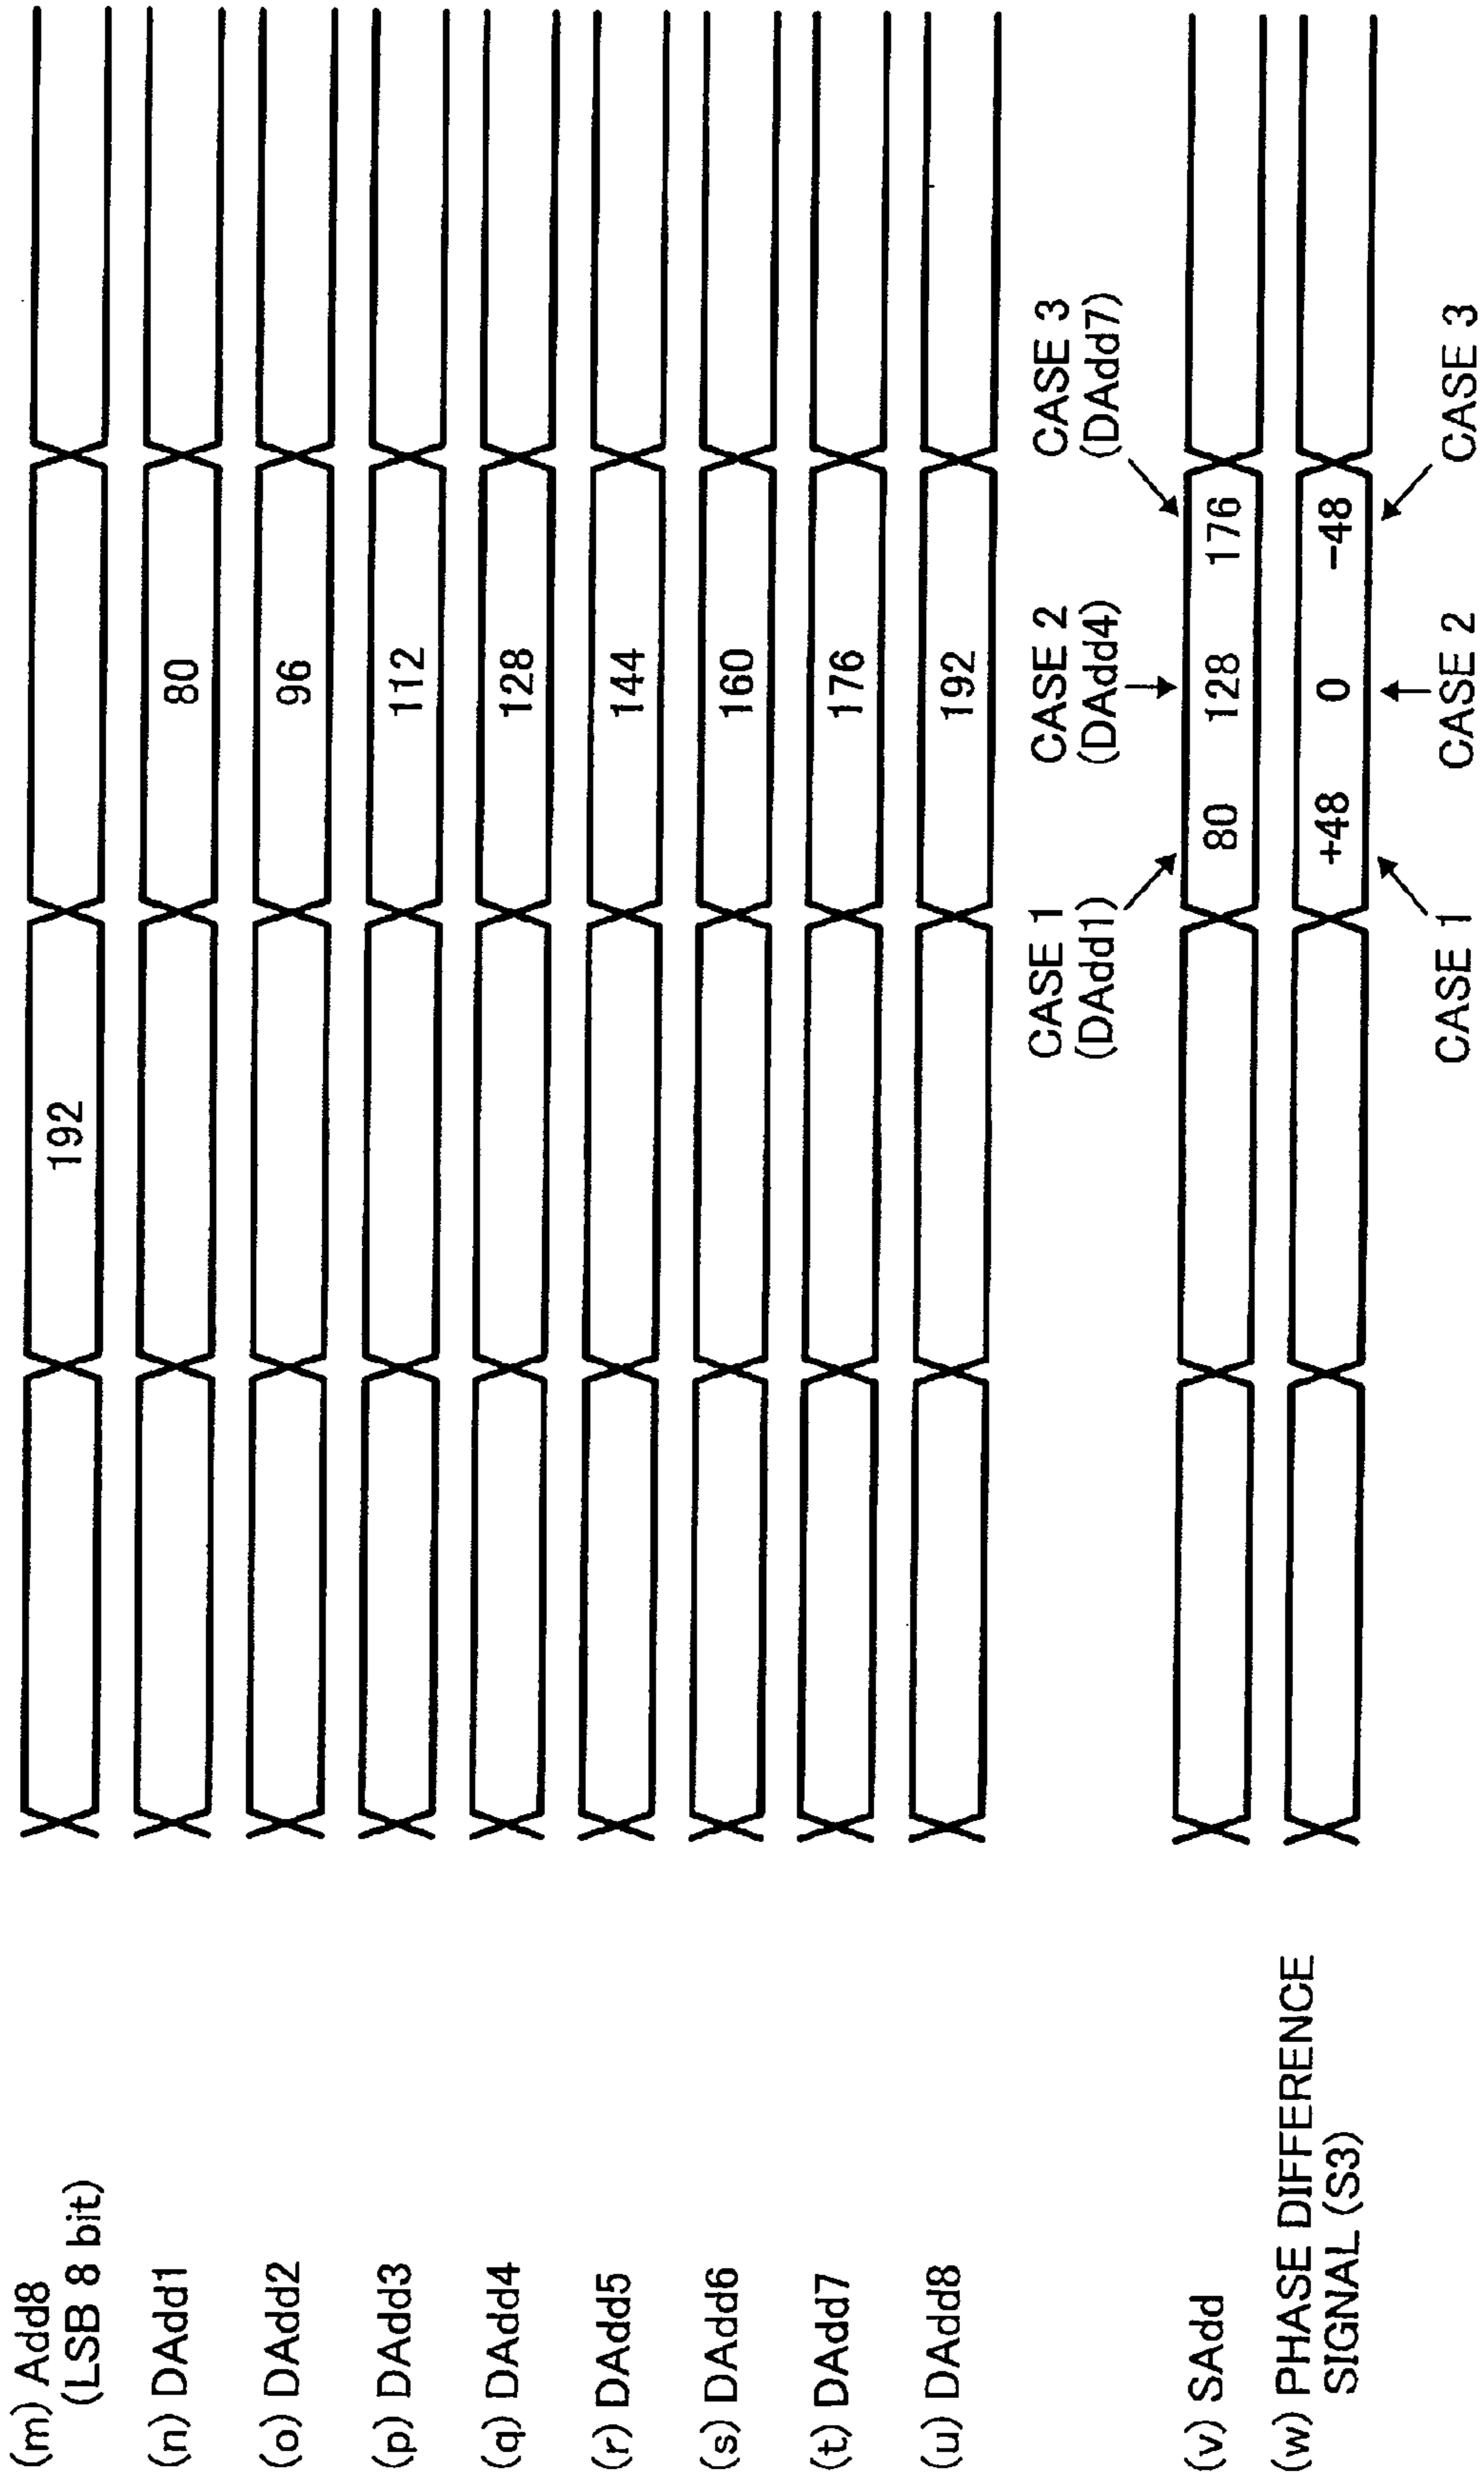 (m) Add8
(LSB 8 bit)
192
(n) DAdd1
80
(o) DAdd2
96
(p) DAdd3
112
(q) DAdd4
128
(r) DAdd5
144
(s) DAdd6
160
(t) DAdd7
176
(u) DAdd8
192
CASE 1
(DAdd1)
CASE 2
(DAdd4)
CASE 3
(DAdd7)
(v) SAdd
80 128 176
(w) PHASE DIFFERENCE
SIGNAL (S3)
+48 0 −48
CASE 1 CASE 2 CASE 3